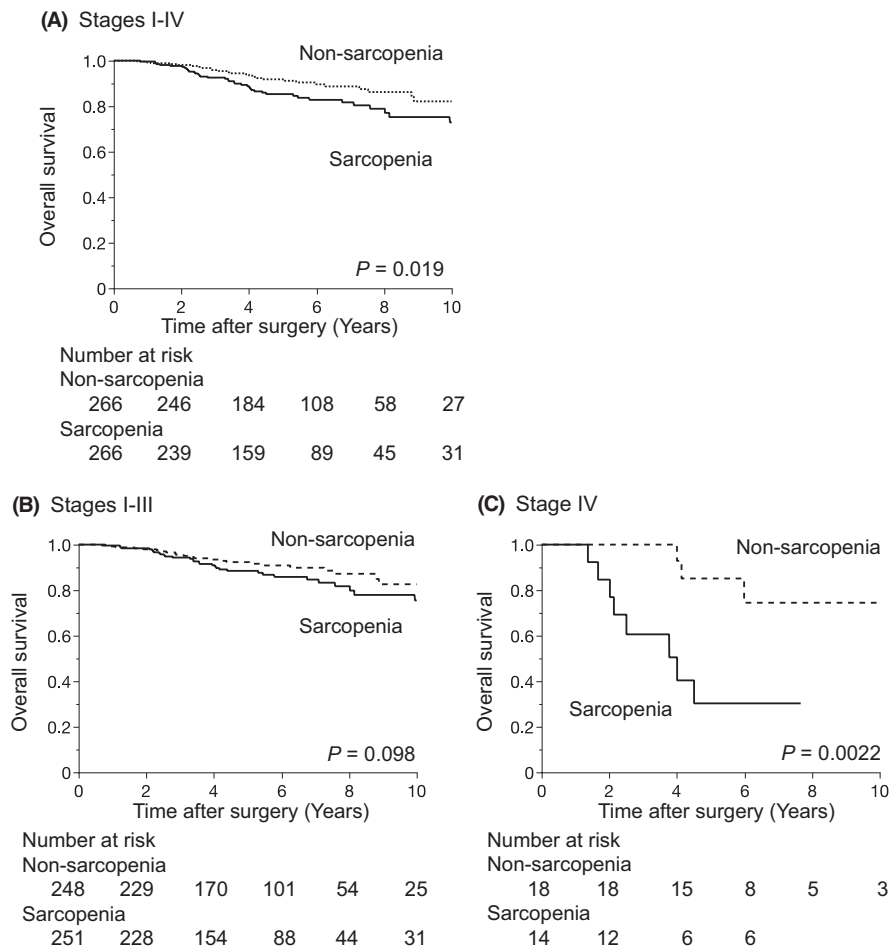 (A) Stages I-IV
Non-sarcopenia
Sarcopenia
P = 0.019
Overall survival
1.0
0.8
0.6
0.4
0.2
0
0 2 4 6 8 10
Time after surgery (Years)
Number at risk
Non-sarcopenia
266 246 184 108 58 27
Sarcopenia
266 239 159 89 45 31
(B) Stages I-III
Non-sarcopenia
Sarcopenia
P = 0.098
Overall survival
1.0
0.8
0.6
0.4
0.2
0
0 2 4 6 8 10
Time after surgery (Years)
Number at risk
Non-sarcopenia
248 229 170 101 54 25
Sarcopenia
251 228 154 88 44 31
(C) Stage IV
Non-sarcopenia
Sarcopenia
P = 0.0022
Overall survival
1.0
0.8
0.6
0.4
0.2
0
0 2 4 6 8 10
Time after surgery (Years)
Number at risk
Non-sarcopenia
18 18 15 8 5 3
Sarcopenia
14 12 6 6